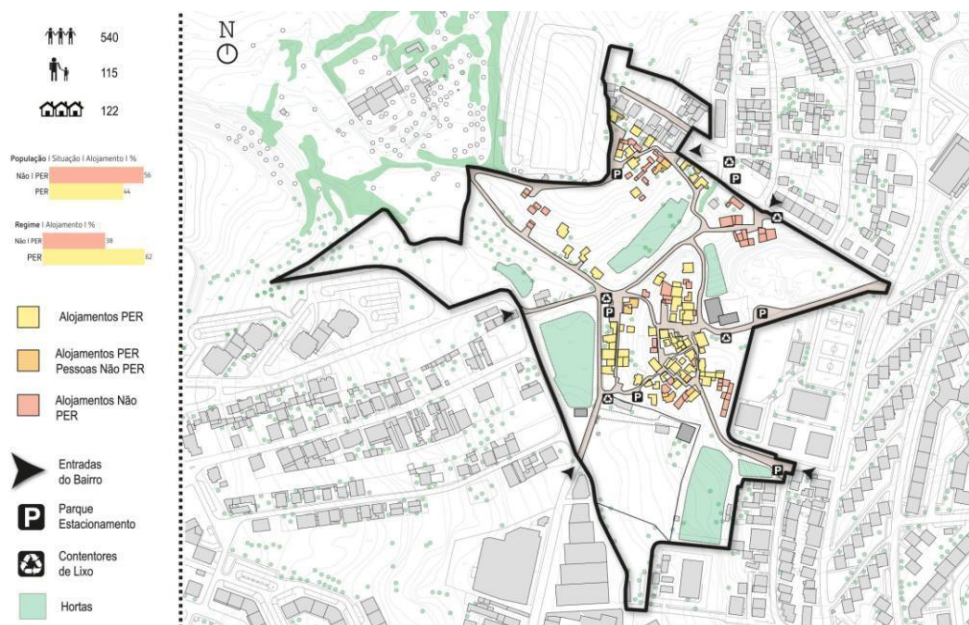 540
115
122
População I Situação I Alojamento I %
Não I PER 56
PER 44
Regime I Alojamento I %
Não I PER 38
PER 62
Alojamentos PER
Alojamentos PER
Pessoas Não PER
Alojamentos Não
PER
Entradas
do Bairro
P
Parque
Estacionamento
Contentores
de Lixo
Hortas
N
P
P
P
P
P
P